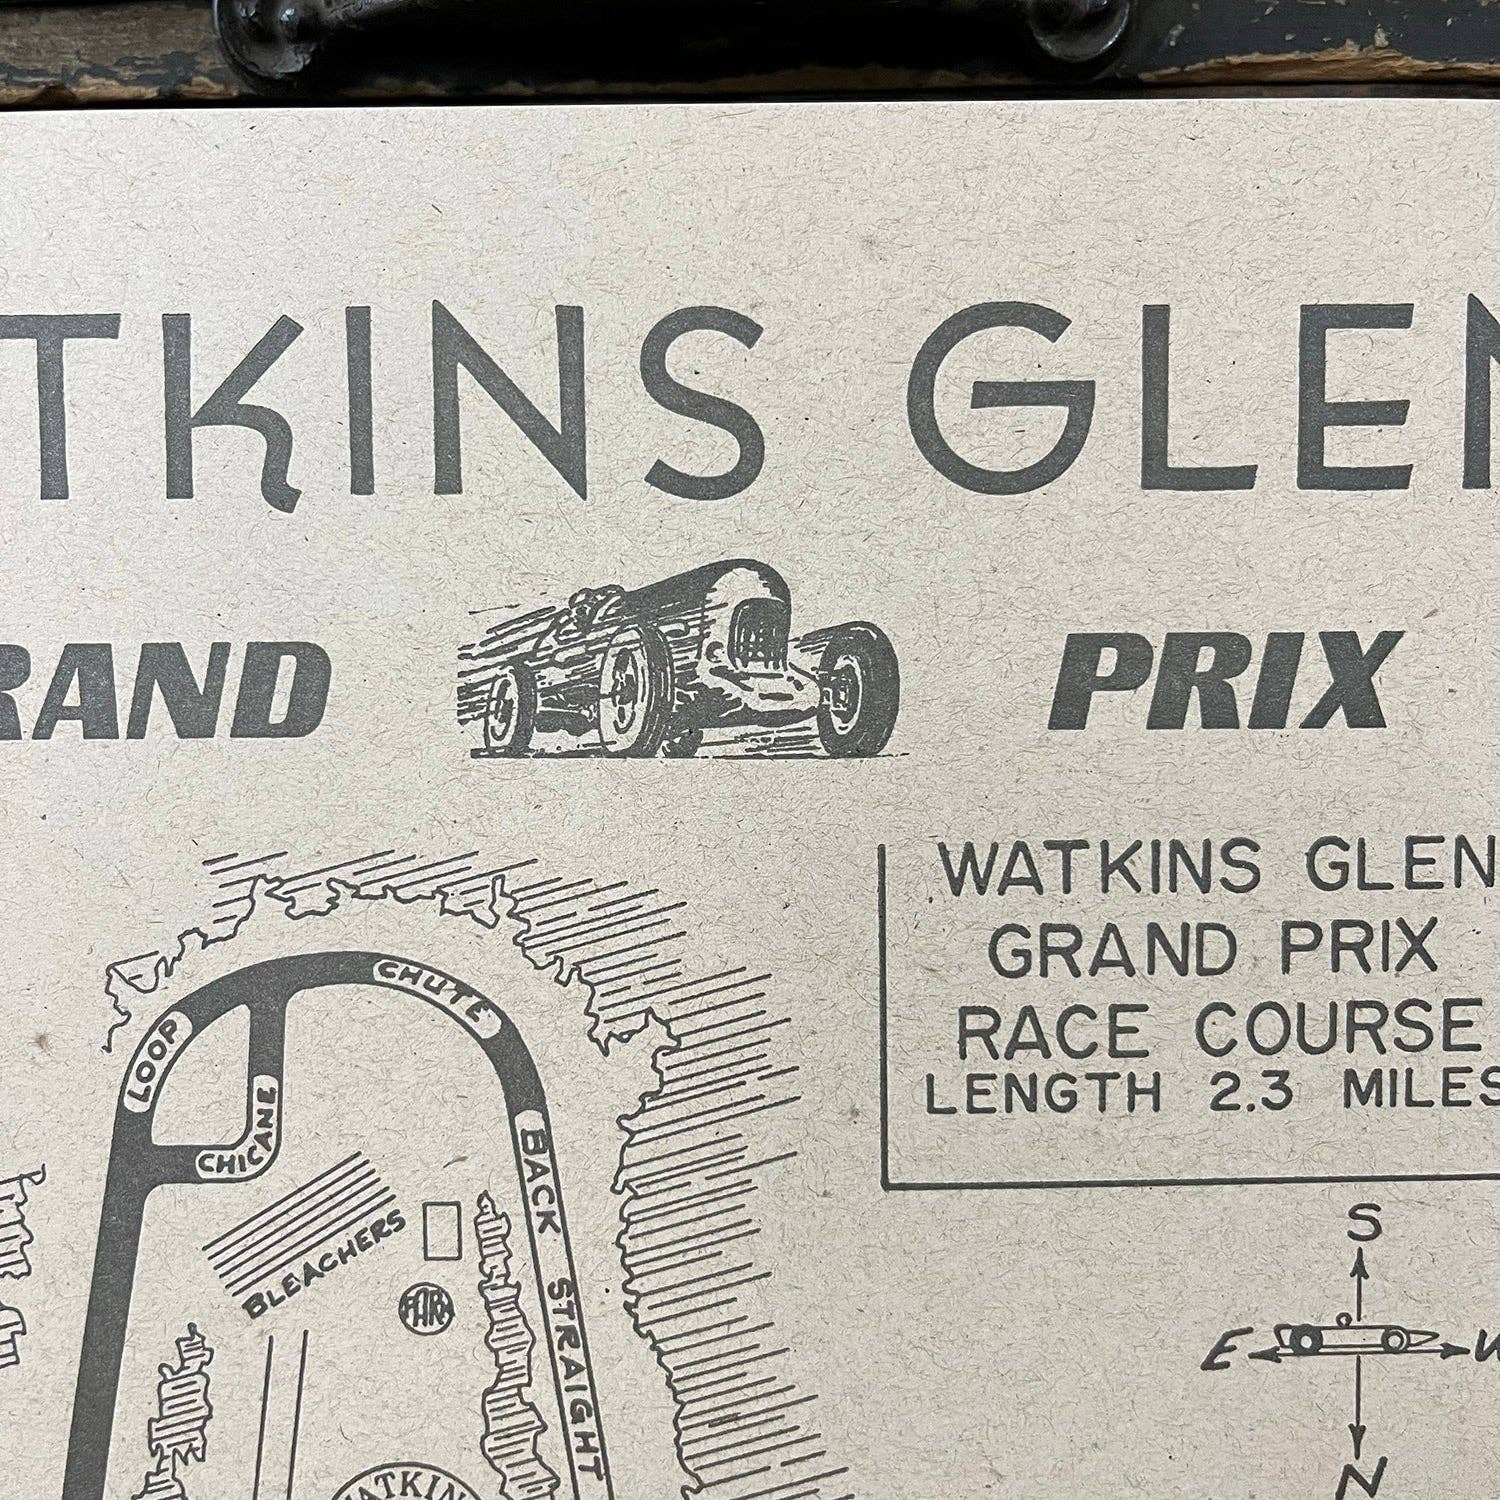 TKINS GLEN
RAND PRIX
WATKINS GLEN
GRAND PRIX
RACE COURSE
LENGTH 2.3 MILES
CHUTE
LOOP
CHICANE
BACK STRAIGHT
BLEACHERS
S
E W
N
ATKIN